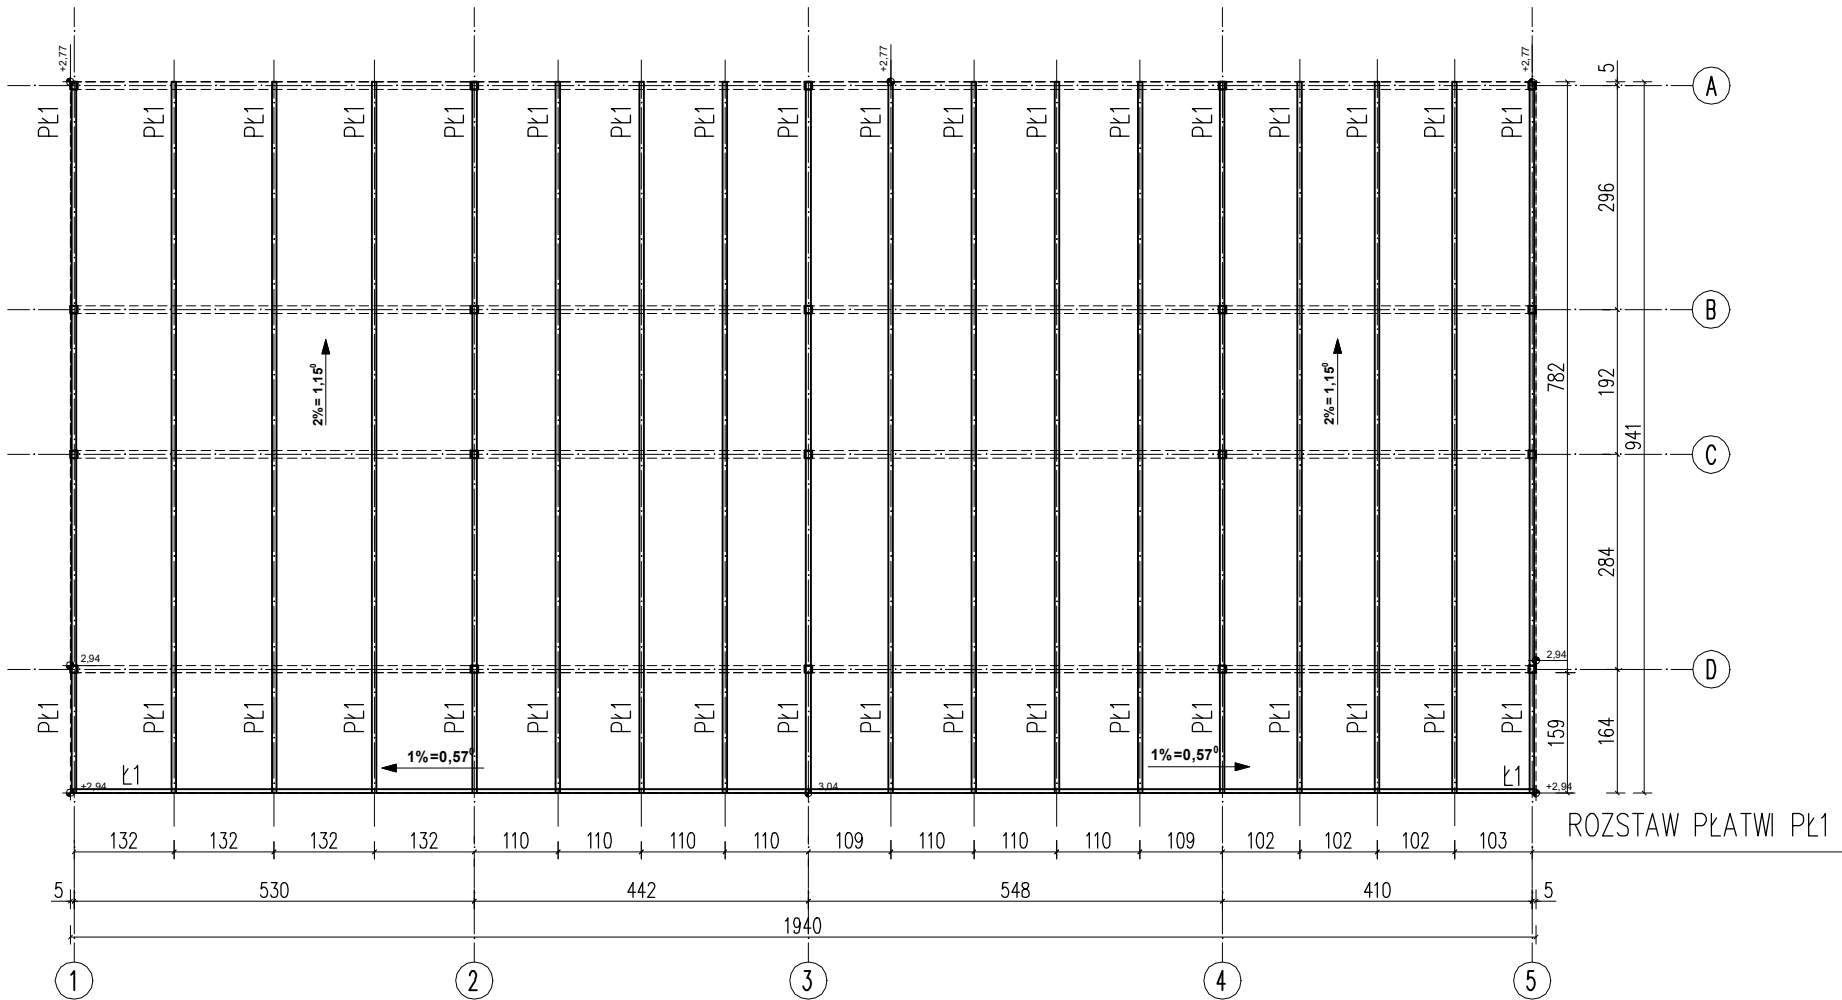 +2,77
+2,77
+2,77
5
A
PŁ1 PŁ1 PŁ1 PŁ1 PŁ1 PŁ1 PŁ1 PŁ1 PŁ1 PŁ1 PŁ1 PŁ1 PŁ1 PŁ1 PŁ1 PŁ1 PŁ1 PŁ1
296
B
2%= 1,15⁰
2%= 1,15⁰
782
192
941
C
284
2,94
2,94
D
PŁ1 PŁ1 PŁ1 PŁ1 PŁ1 PŁ1 PŁ1 PŁ1 PŁ1 PŁ1 PŁ1 PŁ1 PŁ1 PŁ1 PŁ1 PŁ1 PŁ1 PŁ1
159
164
1%=0,57⁰
1%=0,57⁰
Ł1
Ł1
+2,94
3,04
+2,94
ROZSTAW PŁATWI PŁ1
132 132 132 132 110 110 110 110 109 110 110 110 109 102 102 102 103
5 530 442 548 410 5
1940
1 2 3 4 5